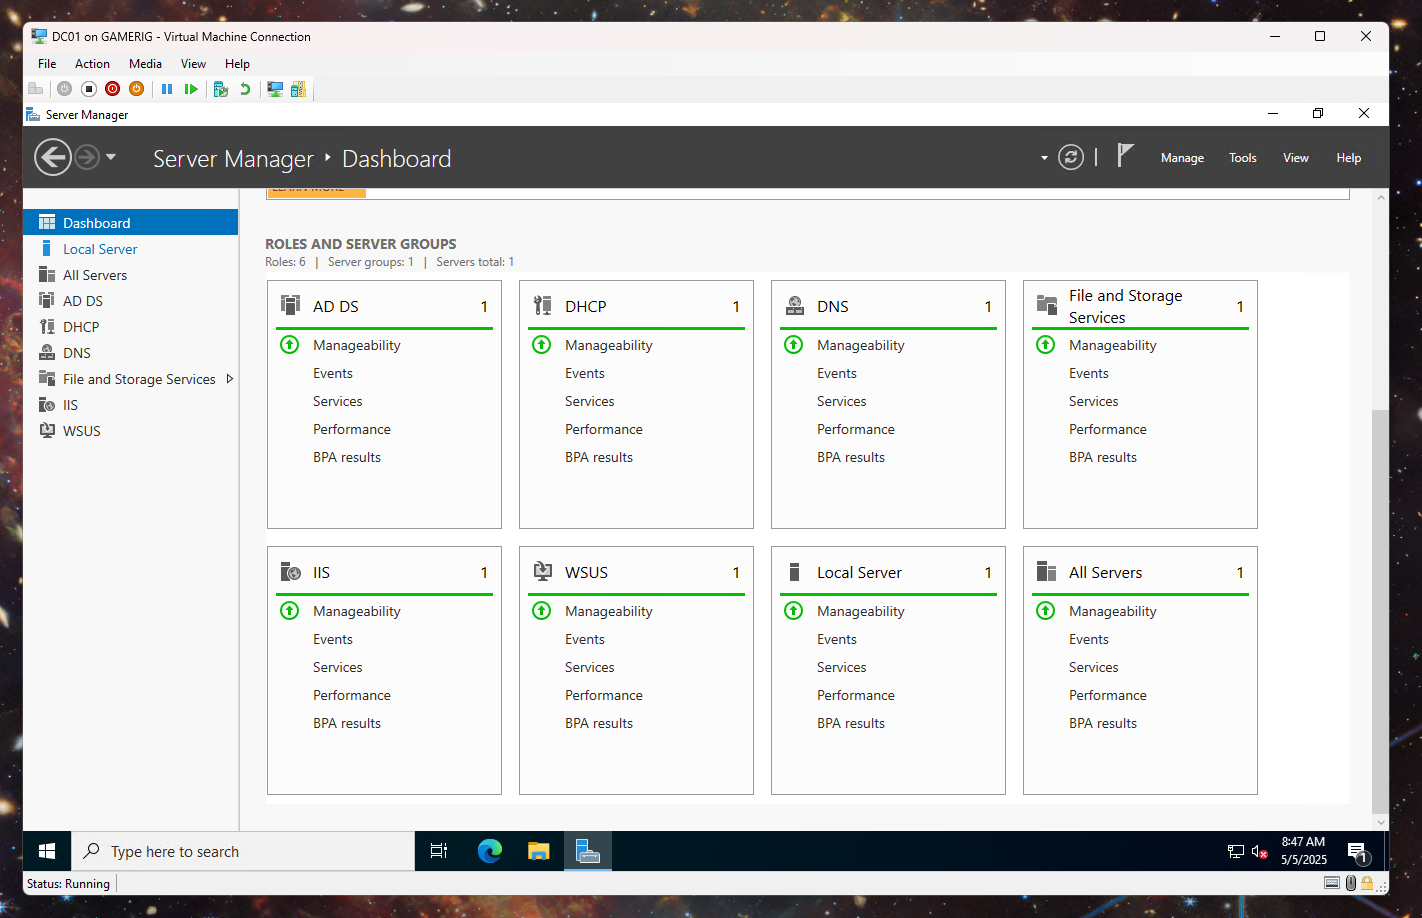 DC01 on GAMERIG - Virtual Machine Connection
File Action Media View Help
Server Manager
Server Manager Dashboard
Manage Tools View Help
Dashboard
Local Server
All Servers
AD DS
DHCP
DNS
File and Storage Services
IIS
WSUS
LEARN MORE
ROLES AND SERVER GROUPS
Roles: 6 | Server groups: 1 | Servers total: 1
AD DS 1
Manageability
Events
Services
Performance
BPA results
DHCP 1
Manageability
Events
Services
Performance
BPA results
DNS 1
Manageability
Events
Services
Performance
BPA results
File and Storage
Services 1
Manageability
Events
Services
Performance
BPA results
IIS 1
Manageability
Events
Services
Performance
BPA results
WSUS 1
Manageability
Events
Services
Performance
BPA results
Local Server 1
Manageability
Events
Services
Performance
BPA results
All Servers 1
Manageability
Events
Services
Performance
BPA results
Type here to search
8:47 AM
5/5/2025
1
Status: Running